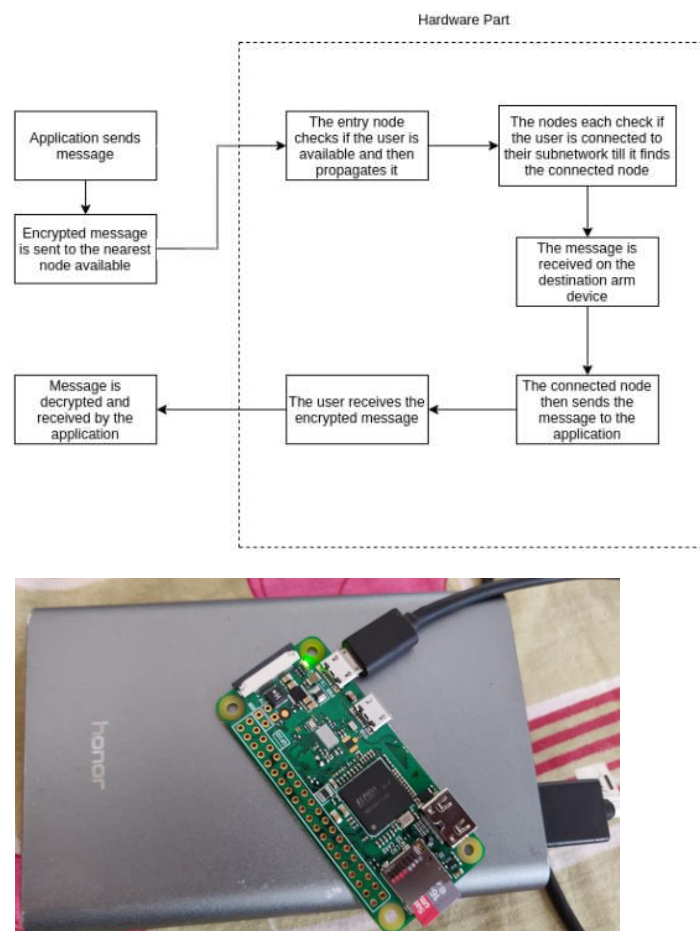 Hardware Part
Application sends
message
The entry node
checks if the user is
available and then
propagates it
The nodes each check if
the user is connected to
their subnetwork till it finds
the connected node
Encrypted message
is sent to the nearest
node available
The message is
received on the
destination arm
device
Message is
decrypted and
received by the
application
The user receives the
encrypted message
The connected node
then sends the
message to the
application
honor